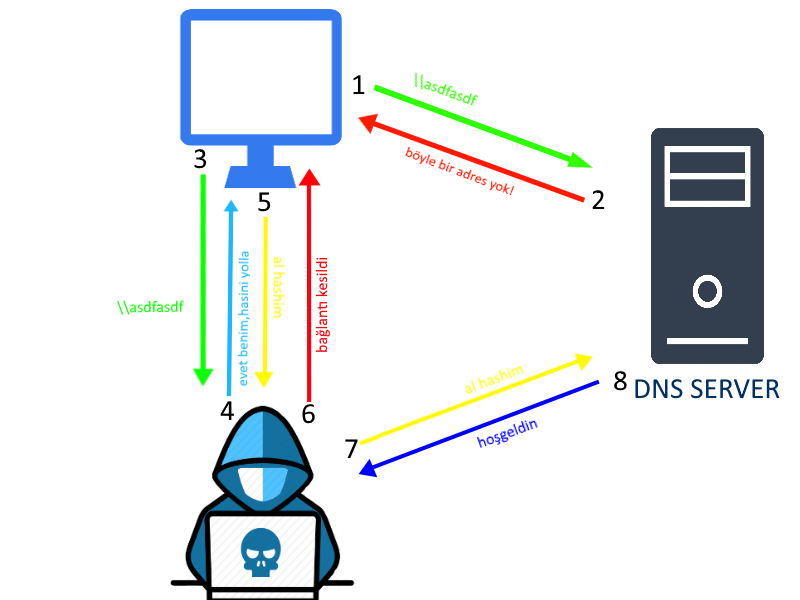 1
\\asdfasdf
böyle bir adres yok!
2
3
5
\\asdfasdf
evet benim,hasini yolla
al hashim
bağlantı kesildi
4
6
7
al hashim
hoşgeldin
8
DNS SERVER